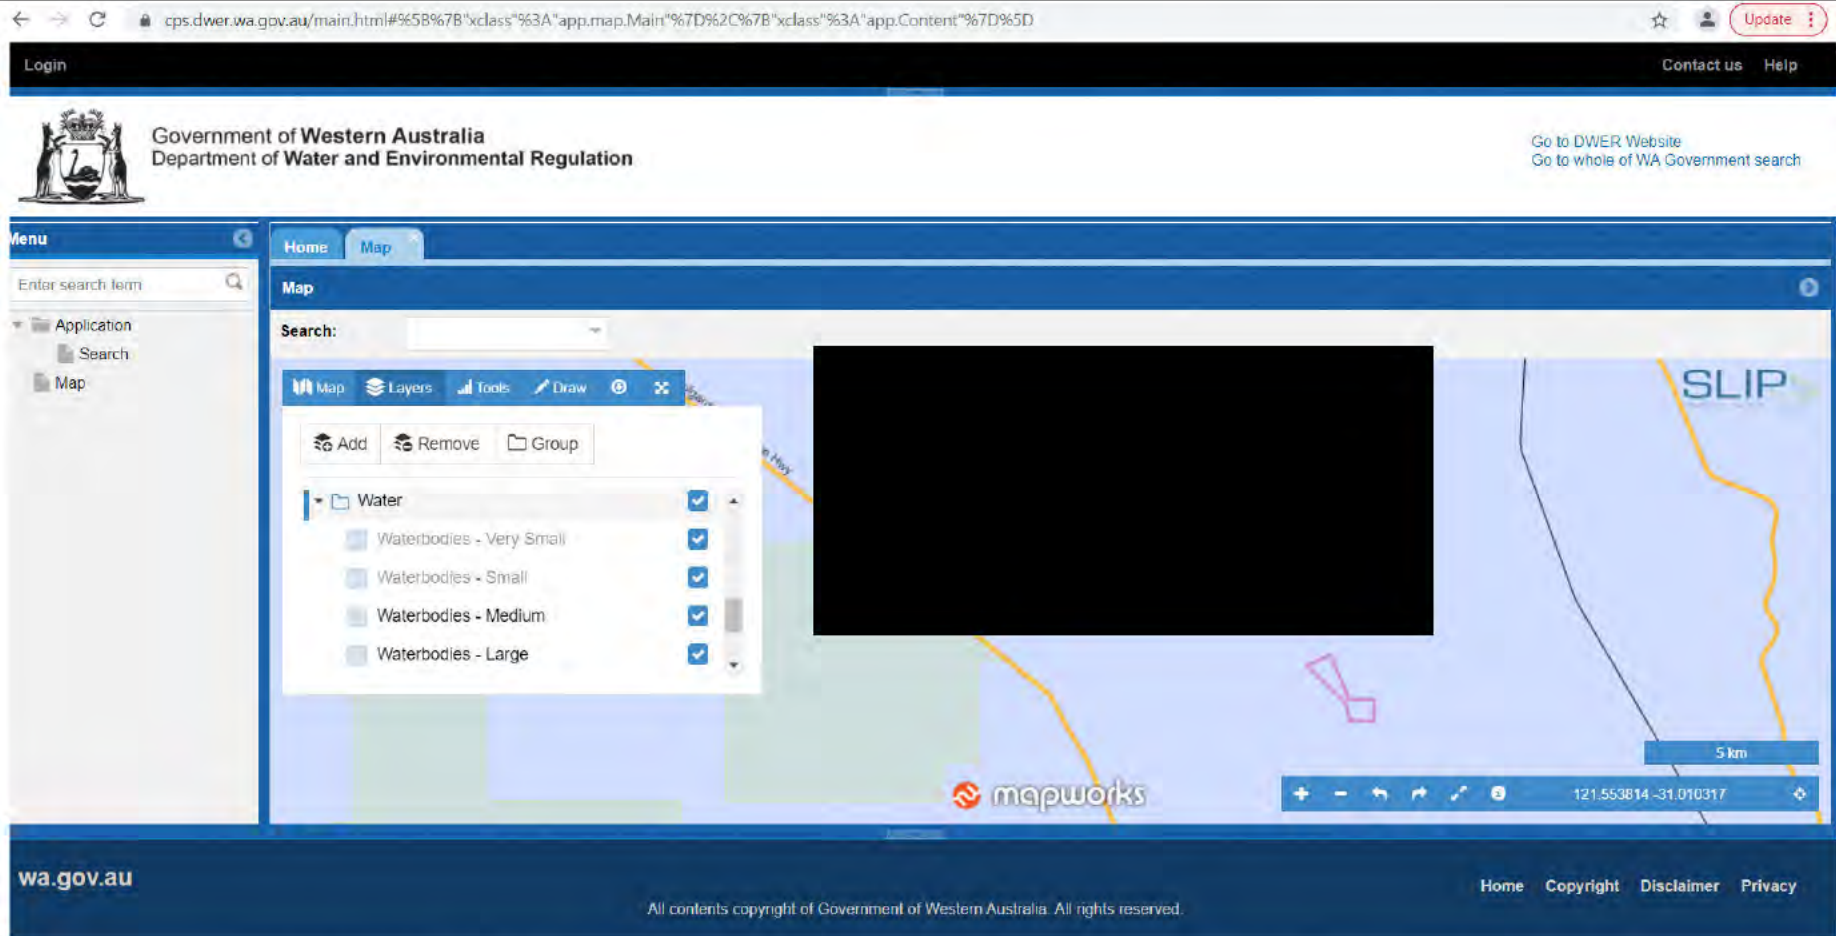 cps.dwer.wa.gov.au/main.html#%5B%7B"xclass"%3A"app.map.Main"%7D%2C%7B"xclass"%3A"app.Content"%7D%5D
Update
Login
Contact us Help
Government of Western Australia
Department of Water and Environmental Regulation
Go to DWER Website
Go to whole of WA Government search
Menu
Home Map
Enter search term
Map
Application
Search:
Search
Map
SLIP
Map Layers Tools Draw
Add Remove Group
Hwy
Water
Waterbodies - Very Small
Waterbodies - Small
Waterbodies - Medium
Waterbodies - Large
5 km
mapworks
121.553814 -31.010317
wa.gov.au
Home Copyright Disclaimer Privacy
All contents copyright of Government of Western Australia. All rights reserved.